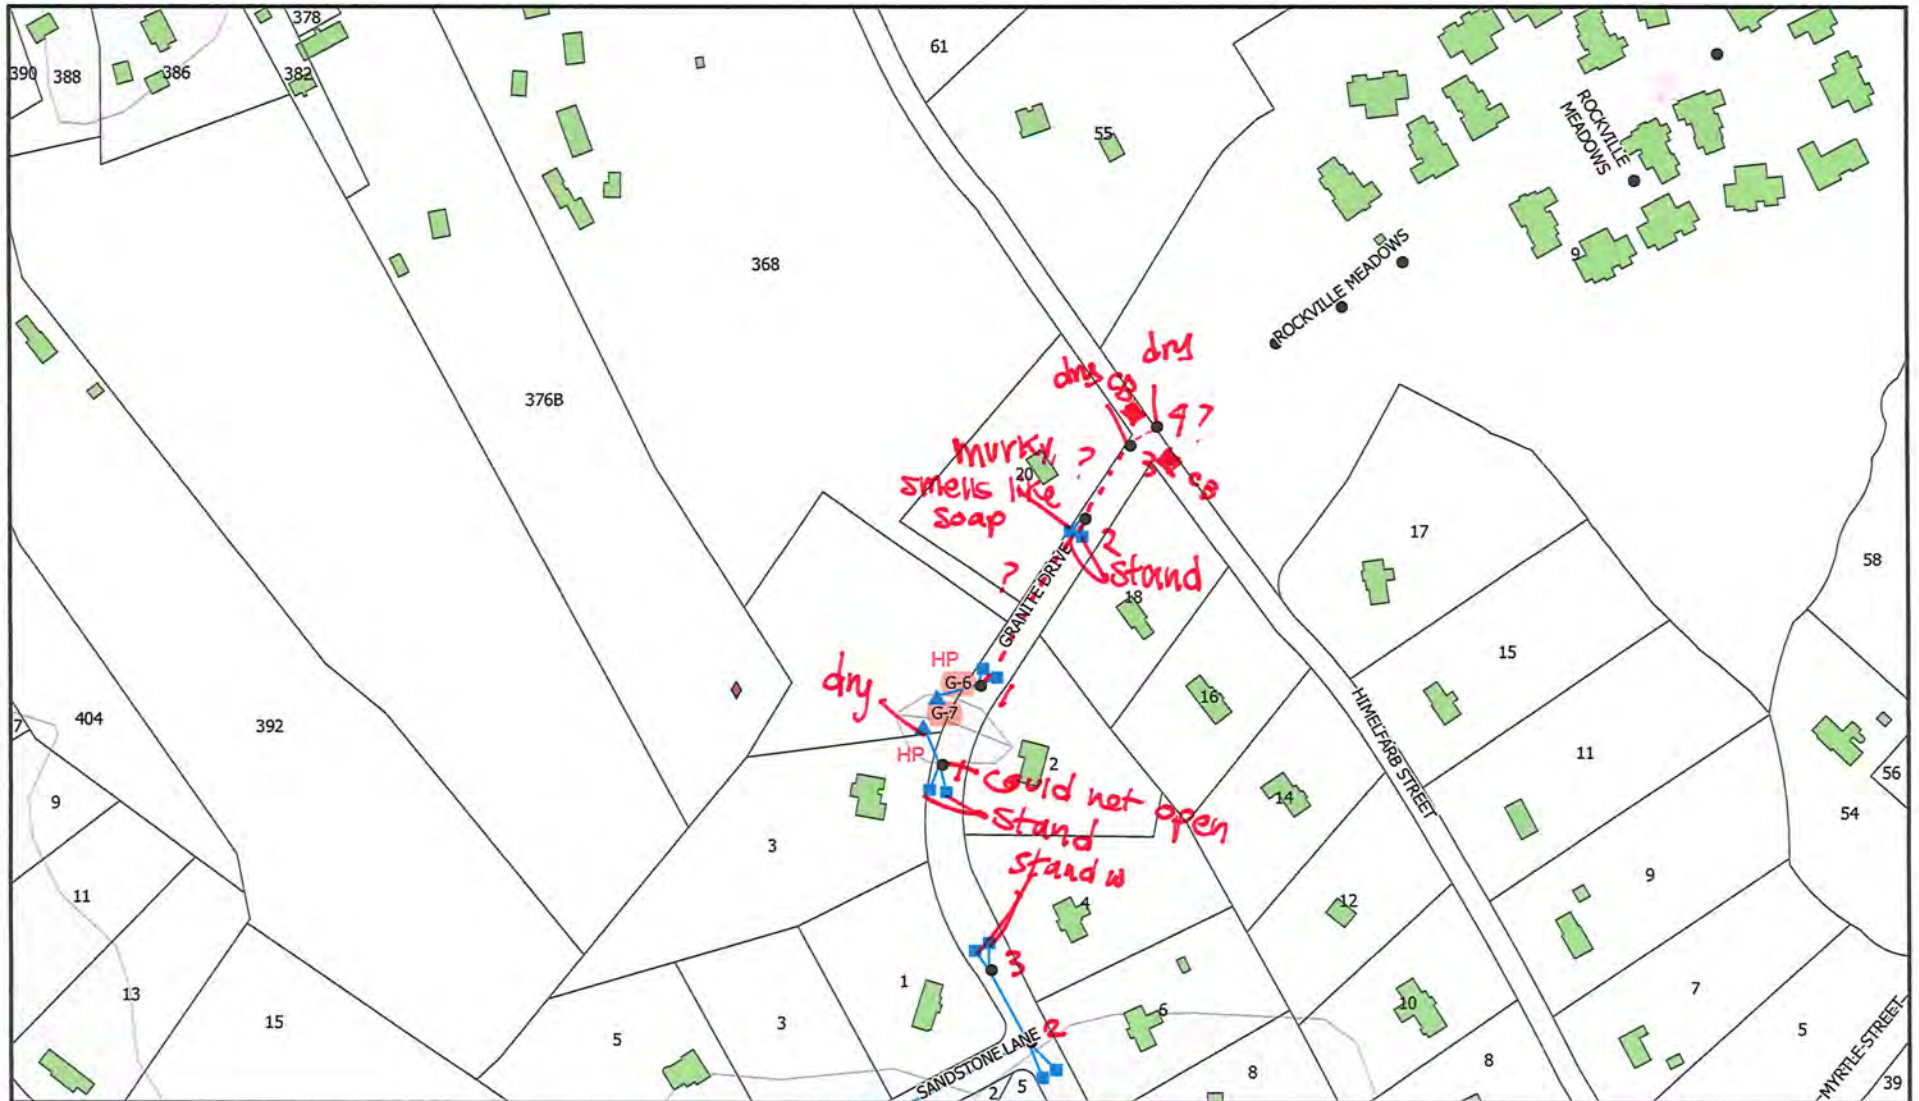 378
61
390
388
386
382
55
ROCKVILLE
MEADOWS
368
ROCKVILLE MEADOWS
9
376B
dry
dry CB
4?
murky
?
3
CB
20
smells like
soap
2
stand
17
58
?
GRANITE DRIVE
18
HP
G-6
1
dry
G-7
HP
15
16
HIMELFARB STREET
7
404
392
11
56
2
could not open
14
54
9
stand
3
stand w
9
4
12
11
3
1
13
15
5
3
6
10
7
2
5
SANDSTONE LANE
MYRTLE STREET
8
8
2
5
39